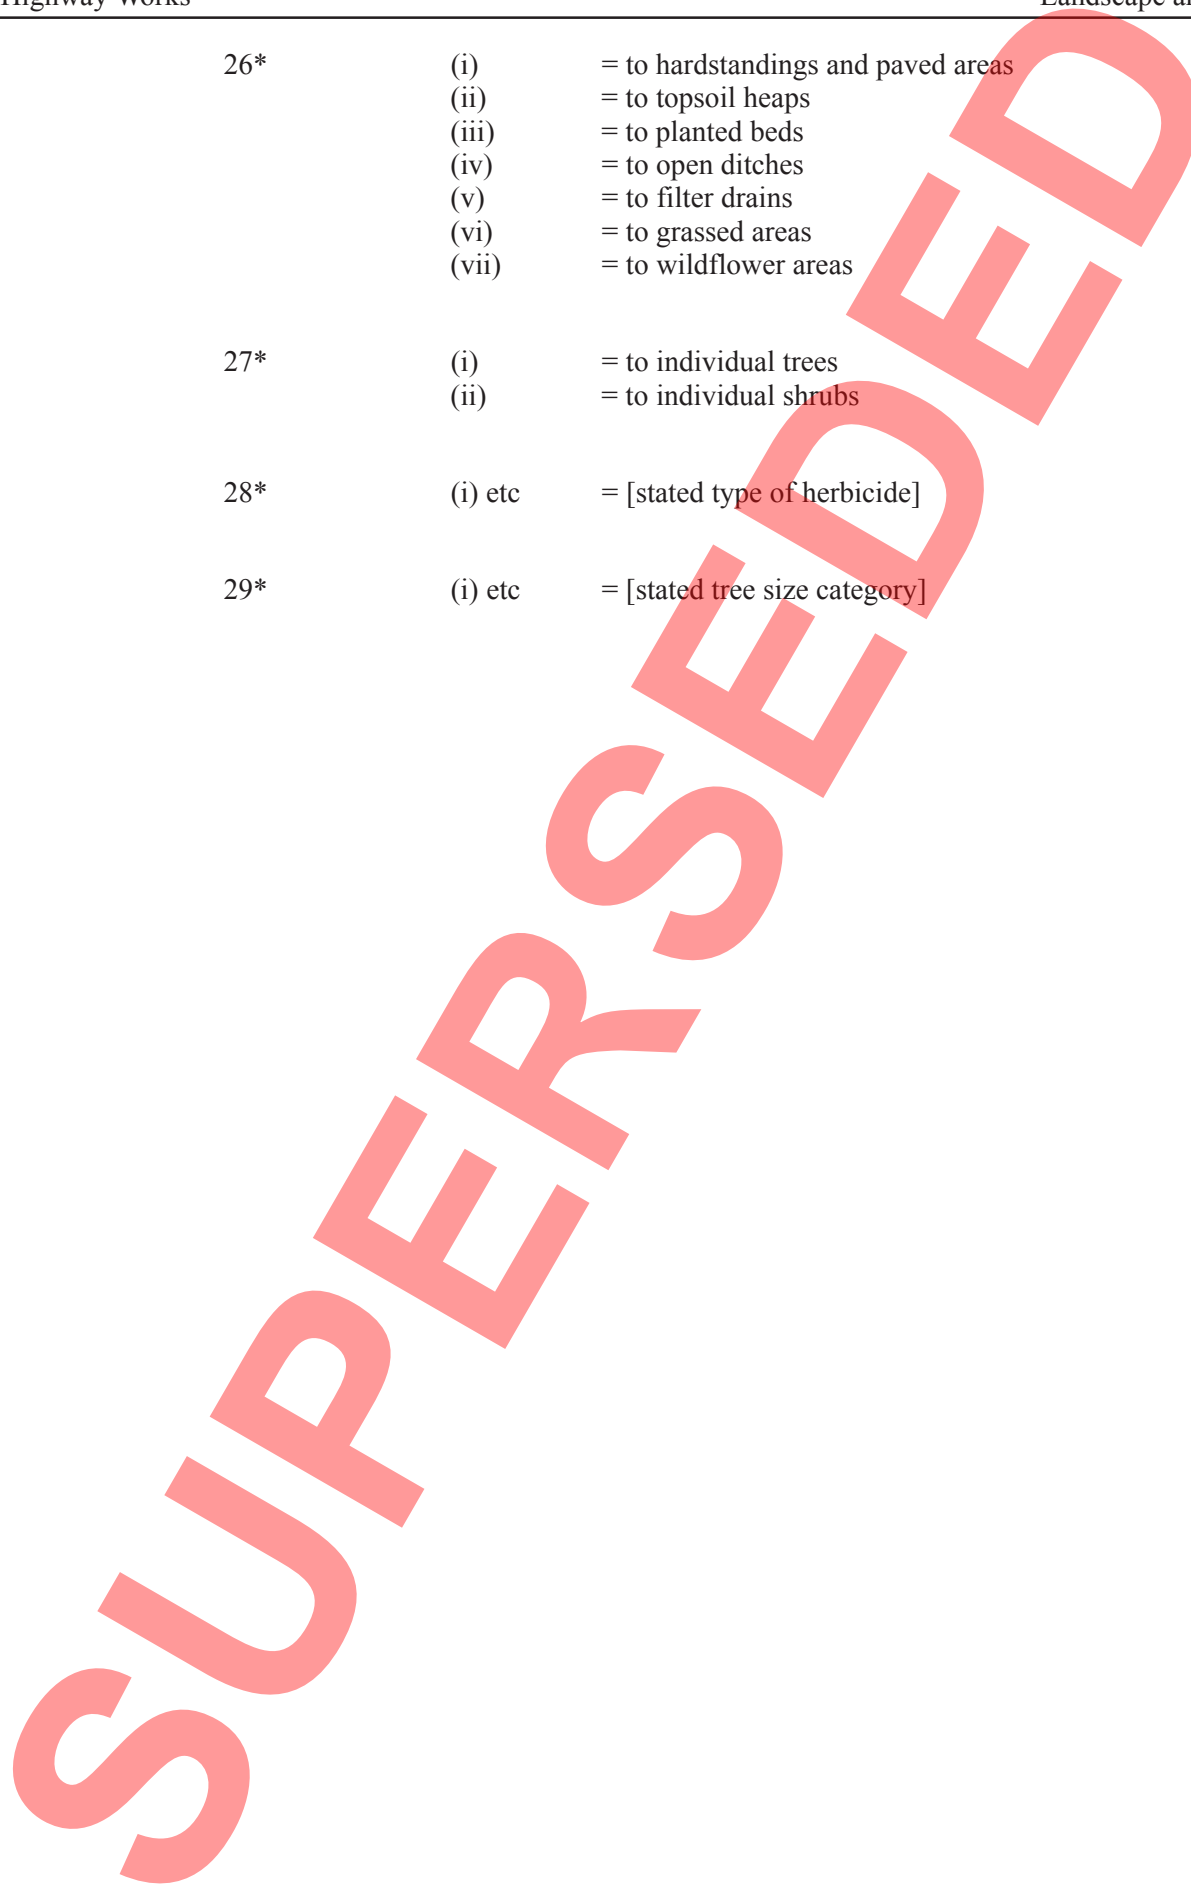 Highway Works
26* (i) = to hardstandings and paved areas
(ii) = to topsoil heaps
(iii) = to planted beds
(iv) = to open ditches
(v) = to filter drains
(vi) = to grassed areas
(vii) = to wildflower areas
27* (i) = to individual trees
(ii) = to individual shrubs
28* (i) etc = [stated type of herbicide]
29* (i) etc = [stated tree size category]
SUPERSEDED